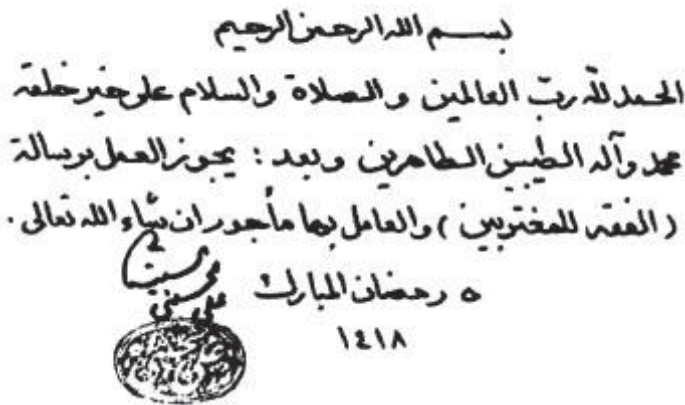 بسم الله الرحمن الرحيم
الحمد لله ربّ العالمين والصلاة والسلام على خير خلقه
محمد وآله الطيبين الطاهرين وبعد : يجوز العمل برسالة
( الفقه للمغتربين ) والعامل بها مأجور ان شاء الله تعالى .
٥ رمضان المبارك
١٤١٨
علي الحسيني